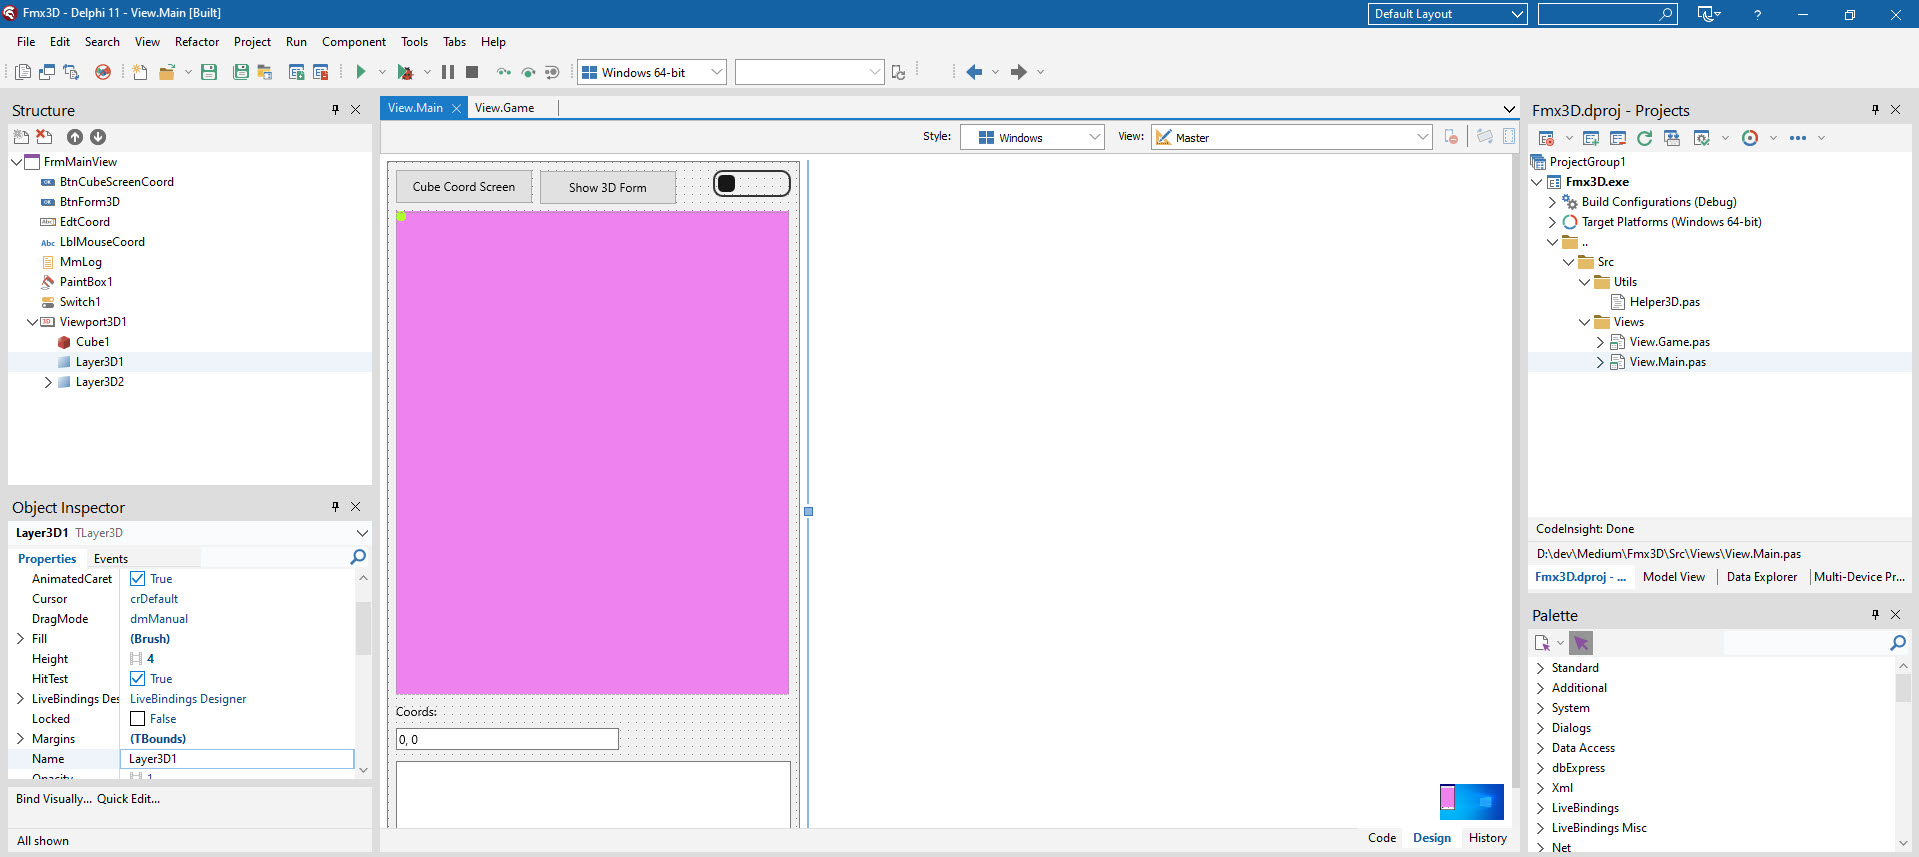 Fmx3D - Delphi 11 - View.Main [Built]
Default Layout
?
File Edit Search View Refactor Project Run Component Tools Tabs Help
Windows 64-bit
Structure
FrmMainView
BtnCubeScreenCoord
BtnForm3D
EdtCoord
Abc LblMouseCoord
MmLog
PaintBox1
Switch1
3D Viewport3D1
Cube1
Layer3D1
Layer3D2
Object Inspector
Layer3D1 TLayer3D
Properties Events
AnimatedCaret True
Cursor crDefault
DragMode dmManual
Fill (Brush)
Height 4
HitTest True
LiveBindings Des LiveBindings Designer
Locked False
Margins (TBounds)
Name Layer3D1
Opacity 1
Bind Visually... Quick Edit...
All shown
View.Main View.Game
Style: Windows View: Master
Cube Coord Screen Show 3D Form
Coords:
0, 0
Code Design History
Fmx3D.dproj - Projects
ProjectGroup1
Fmx3D.exe
Build Configurations (Debug)
Target Platforms (Windows 64-bit)
..
Src
Utils
Helper3D.pas
Views
View.Game.pas
View.Main.pas
CodeInsight: Done
D:\dev\Medium\Fmx3D\Src\Views\View.Main.pas
Fmx3D.dproj - ... Model View Data Explorer Multi-Device Pr...
Palette
Standard
Additional
System
Dialogs
Data Access
dbExpress
Xml
LiveBindings
LiveBindings Misc
Net